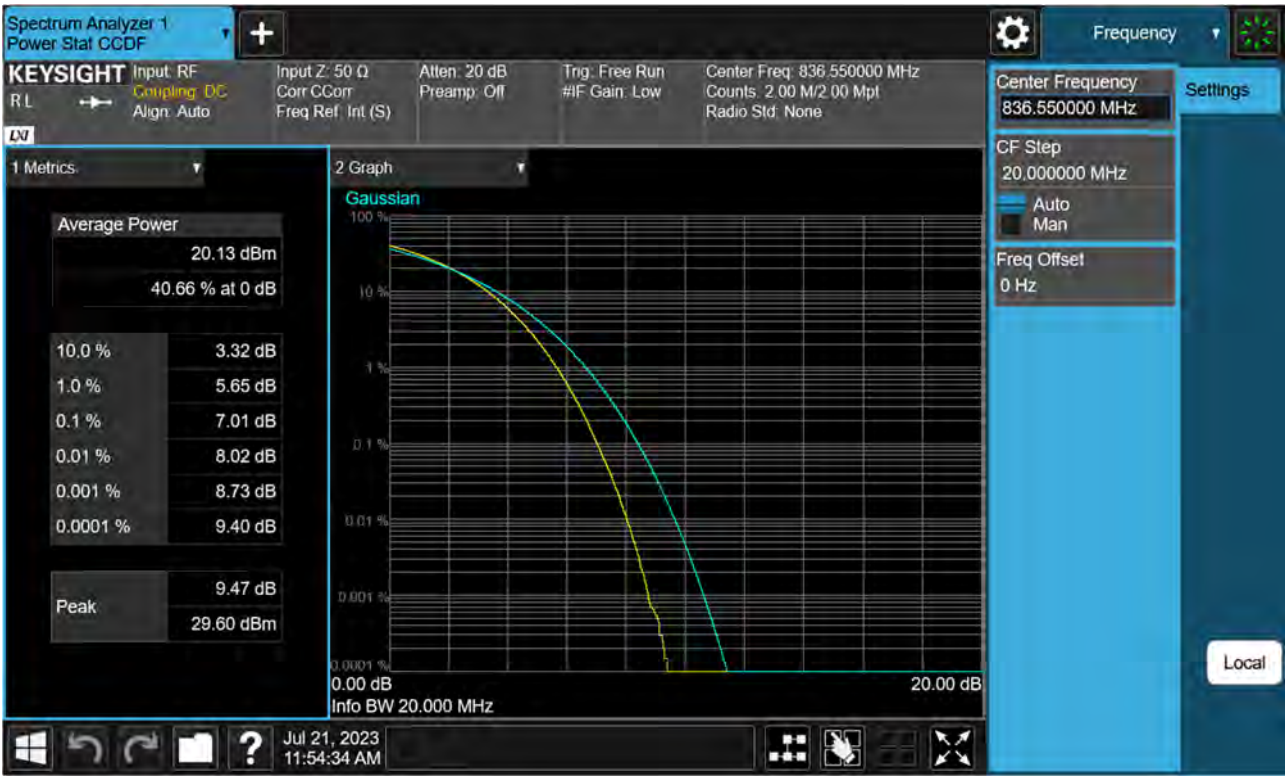 Spectrum Analyzer 1
Power Stat CCDF
+
Frequency
KEYSIGHT
R L
LXI
Input: RF
Coupling: DC
Align: Auto
Input Z: 50 Ω
Corr CCorr
Freq Ref: Int (S)
Atten: 20 dB
Preamp: Off
Trig: Free Run
#IF Gain: Low
Center Freq: 836.550000 MHz
Counts: 2.00 M/2.00 Mpt
Radio Std: None
Center Frequency
836.550000 MHz
Settings
CF Step
20.000000 MHz
Auto
Man
Freq Offset
0 Hz
Local
1 Metrics
Average Power
20.13 dBm
40.66 % at 0 dB
10.0 % 3.32 dB
1.0 % 5.65 dB
0.1 % 7.01 dB
0.01 % 8.02 dB
0.001 % 8.73 dB
0.0001 % 9.40 dB
Peak
9.47 dB
29.60 dBm
2 Graph
Gaussian
100 %
10 %
1 %
0.1 %
0.01 %
0.001 %
0.0001 %
0.00 dB 20.00 dB
Info BW 20.000 MHz
?
Jul 21, 2023
11:54:34 AM